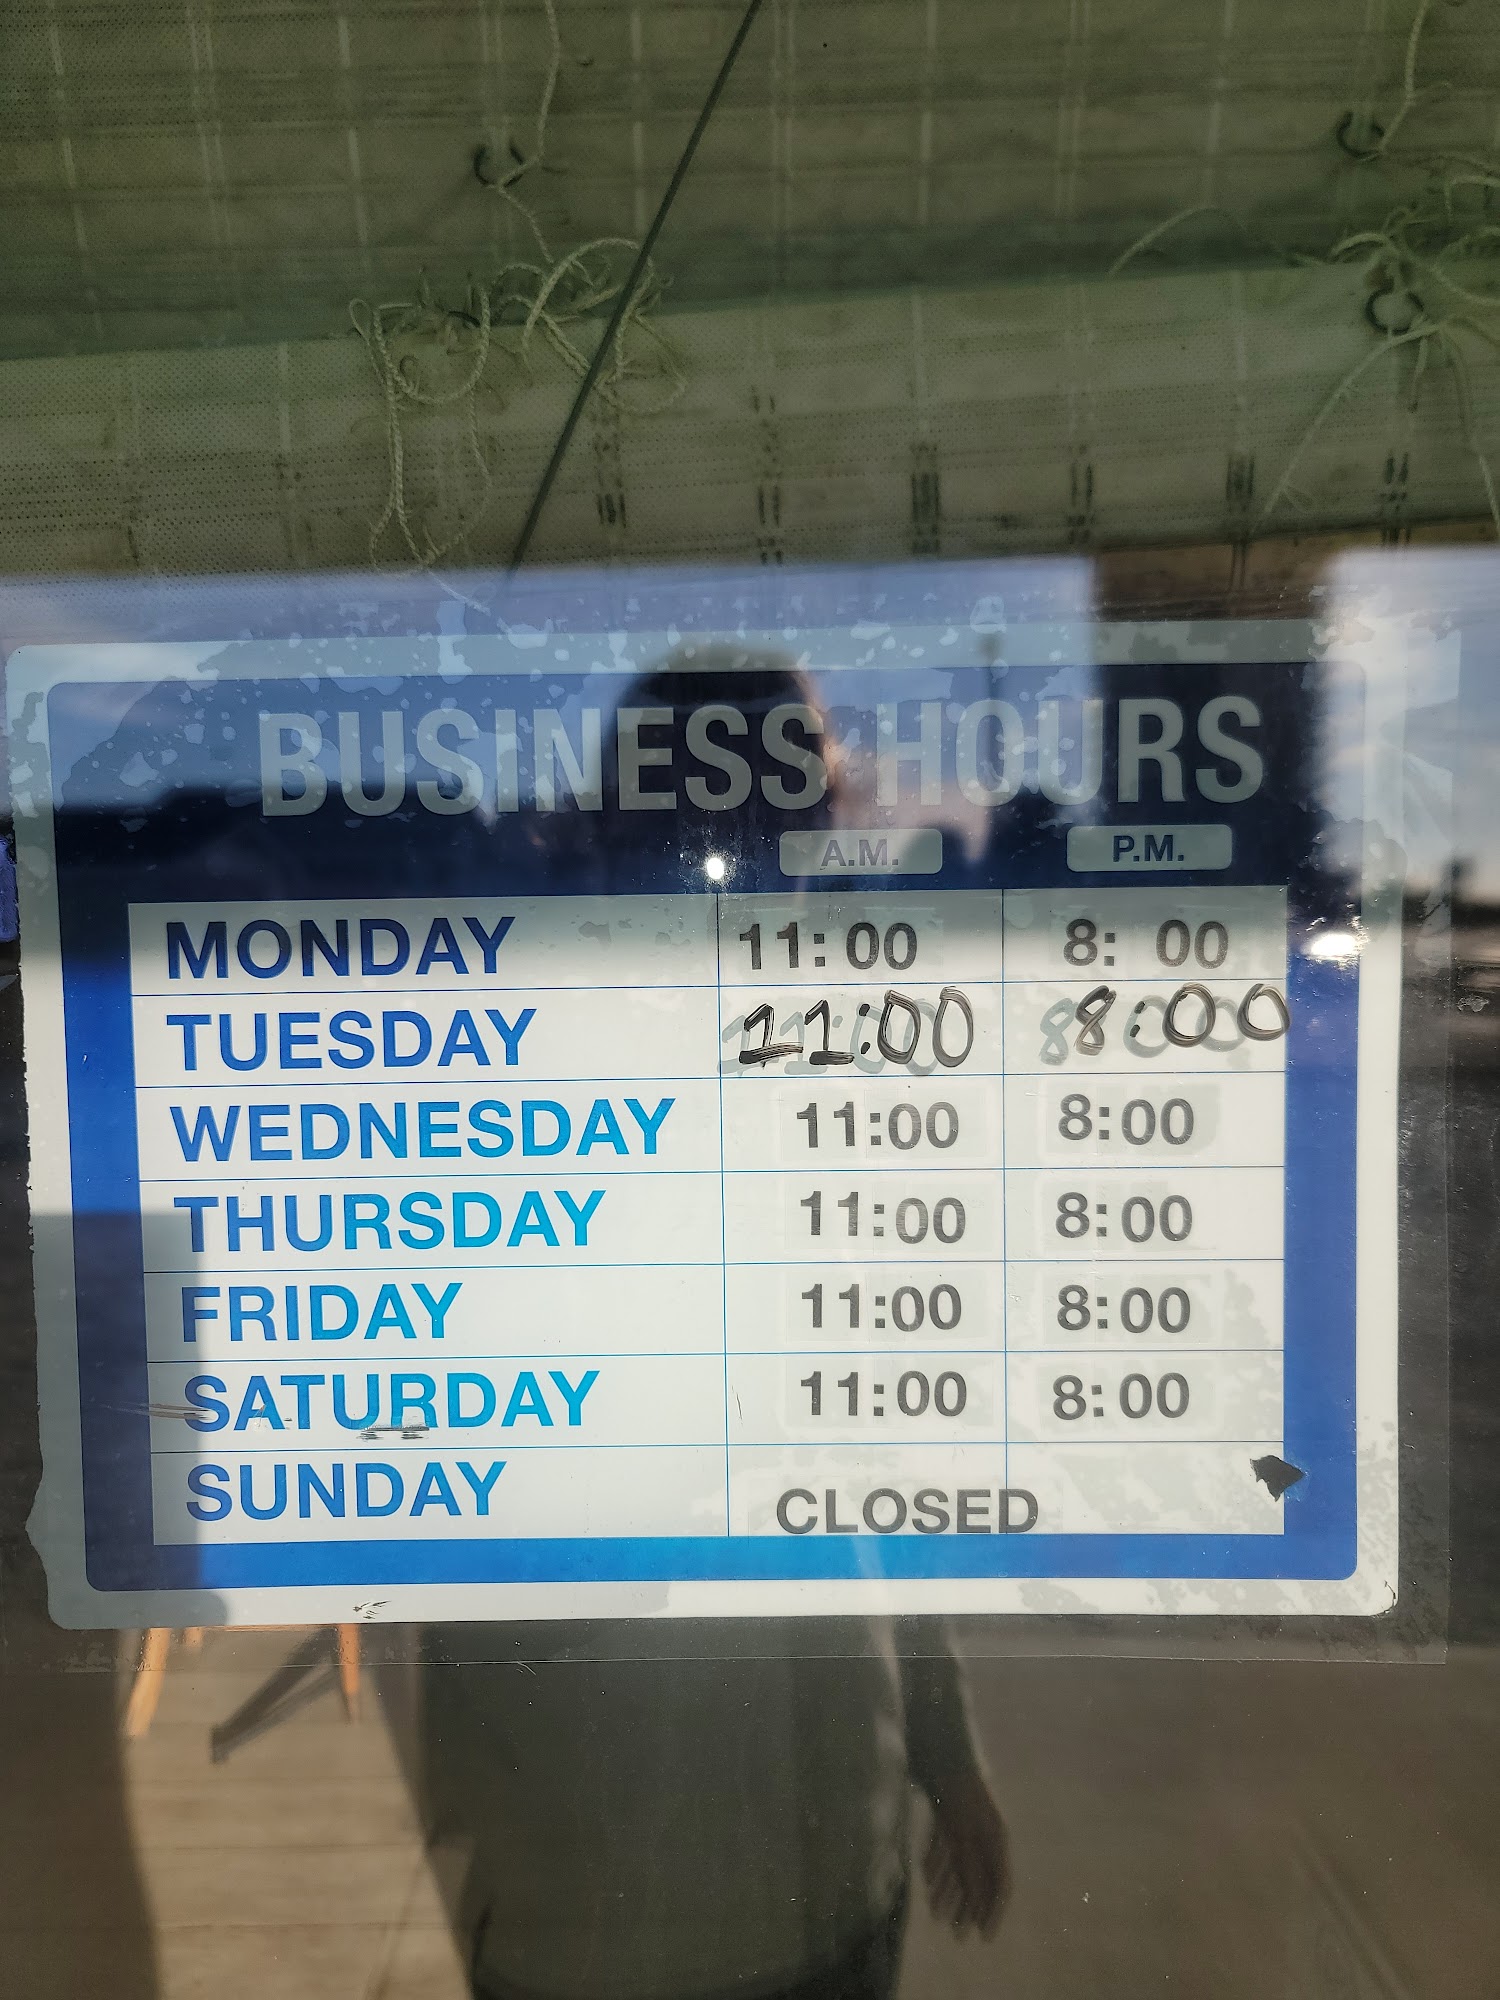 BUSINESS HOURS
A.M. P.M.
MONDAY 11: 00 8: 00
TUESDAY 11:00 8:00
WEDNESDAY 11:00 8:00
THURSDAY 11:00 8:00
FRIDAY 11:00 8:00
SATURDAY 11:00 8:00
SUNDAY CLOSED